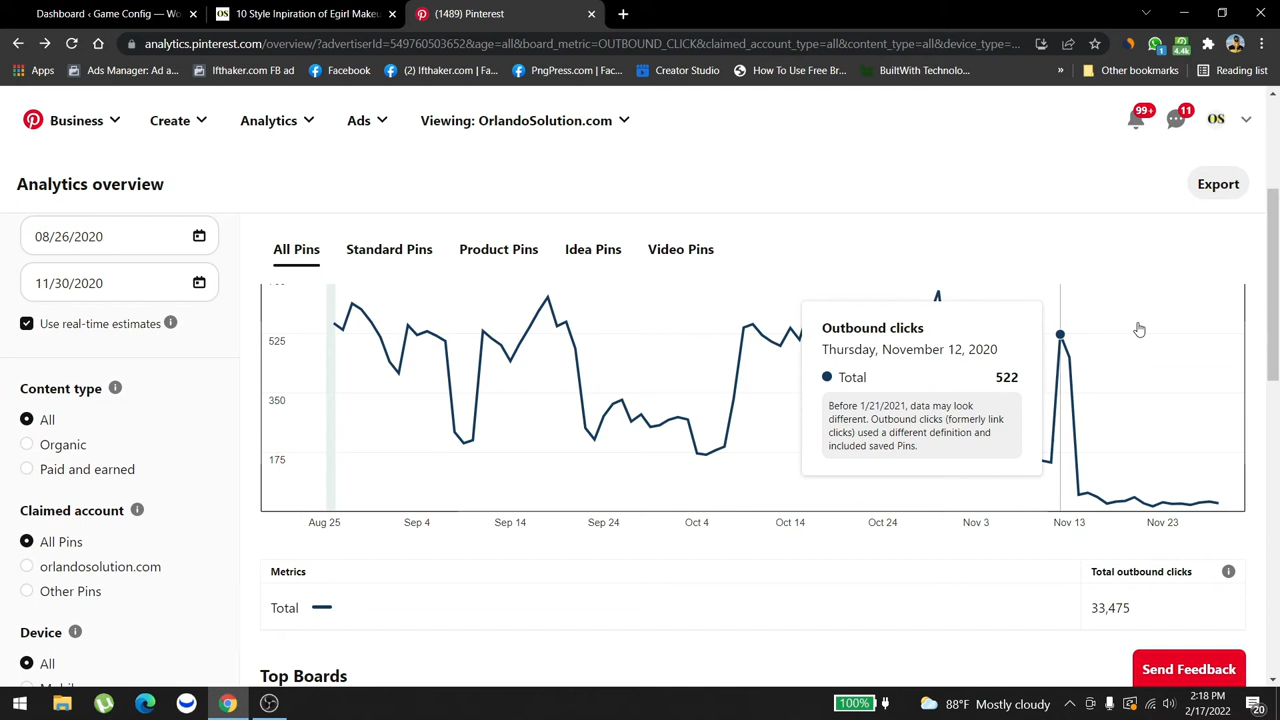 Dashboard ‹ Game Config — Wo
10 Style Inpiration of Egirl Makeu
(1489) Pinterest
analytics.pinterest.com/overview/?advertiserId=549760503652&age=all&board_metric=OUTBOUND_CLICK&claimed_account_type=all&content_type=all&device_type=...
Apps
Ads Manager: Ad a...
Ifthaker.com FB ad
Facebook
(2) Ifthaker.com | Fa...
PngPress.com | Fac...
Creator Studio
How To Use Free Br...
BuiltWith Technolo...
»
Other bookmarks
Reading list
1
4.4k
Business
Create
Analytics
Ads
Viewing: OrlandoSolution.com
99+
11
OS
Analytics overview
Export
08/26/2020
11/30/2020
Use real-time estimates
Content type
All
Organic
Paid and earned
Claimed account
All Pins
orlandosolution.com
Other Pins
Device
All
All Pins
Standard Pins
Product Pins
Idea Pins
Video Pins
525
350
175
Outbound clicks
Thursday, November 12, 2020
Total 522
Before 1/21/2021, data may look
different. Outbound clicks (formerly link
clicks) used a different definition and
included saved Pins.
Aug 25
Sep 4
Sep 14
Sep 24
Oct 4
Oct 14
Oct 24
Nov 3
Nov 13
Nov 23
Metrics
Total outbound clicks
Total
33,475
Top Boards
Send Feedback
100%
88°F Mostly cloudy
2:18 PM
2/17/2022
20